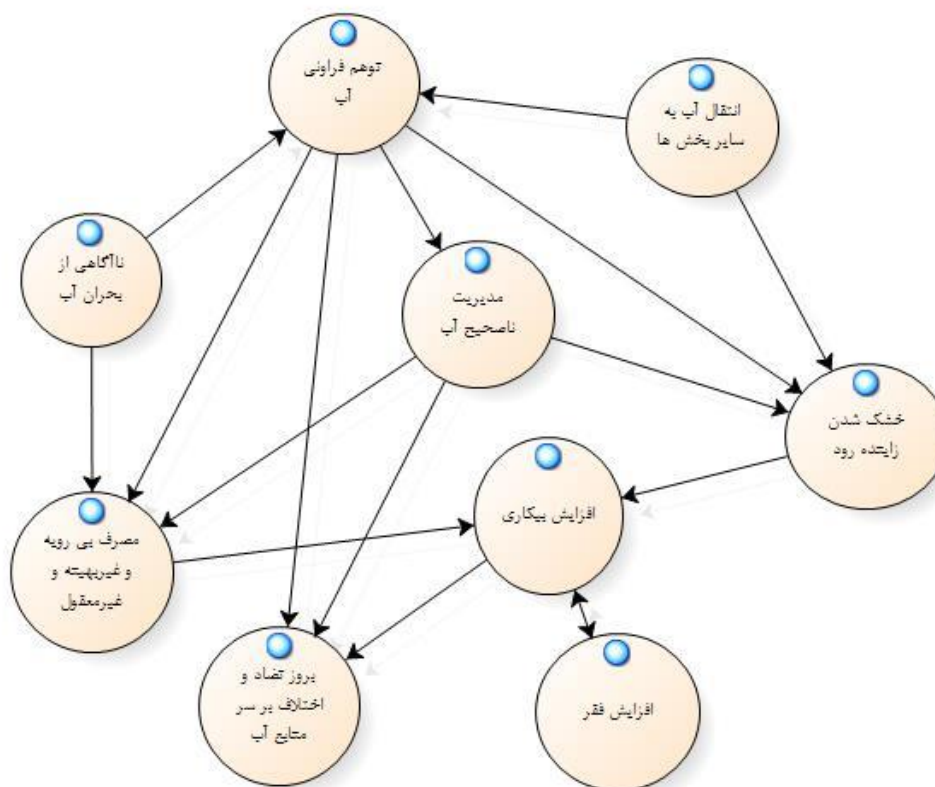 توهم فراونی
آب
انتقال آب به
سایر بخش ها
ناآگاهی از
بحران آب
مدیریت
ناصحیح آب
خشک شدن
زاینده رود
افزایش بیکاری
مصرف بی رویه
و غیربهینه و
غیرمعقول
بروز تضاد و
اختلاف بر سر
منابع آب
افزایش فقر